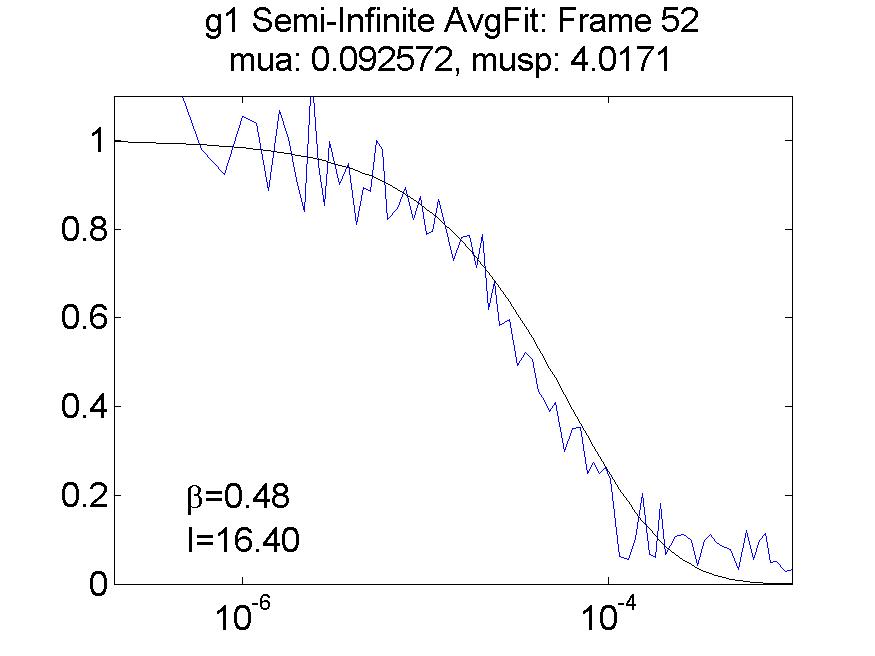 g1 Semi-Infinite AvgFit: Frame 52
mua: 0.092572, musp: 4.0171
1
0.8
0.6
0.4
0.2
0
β=0.48
I=16.40
10^-6
10^-4